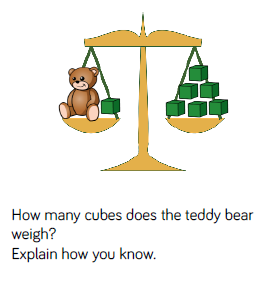 How many cubes does the teddy bear
weigh?
Explain how you know.